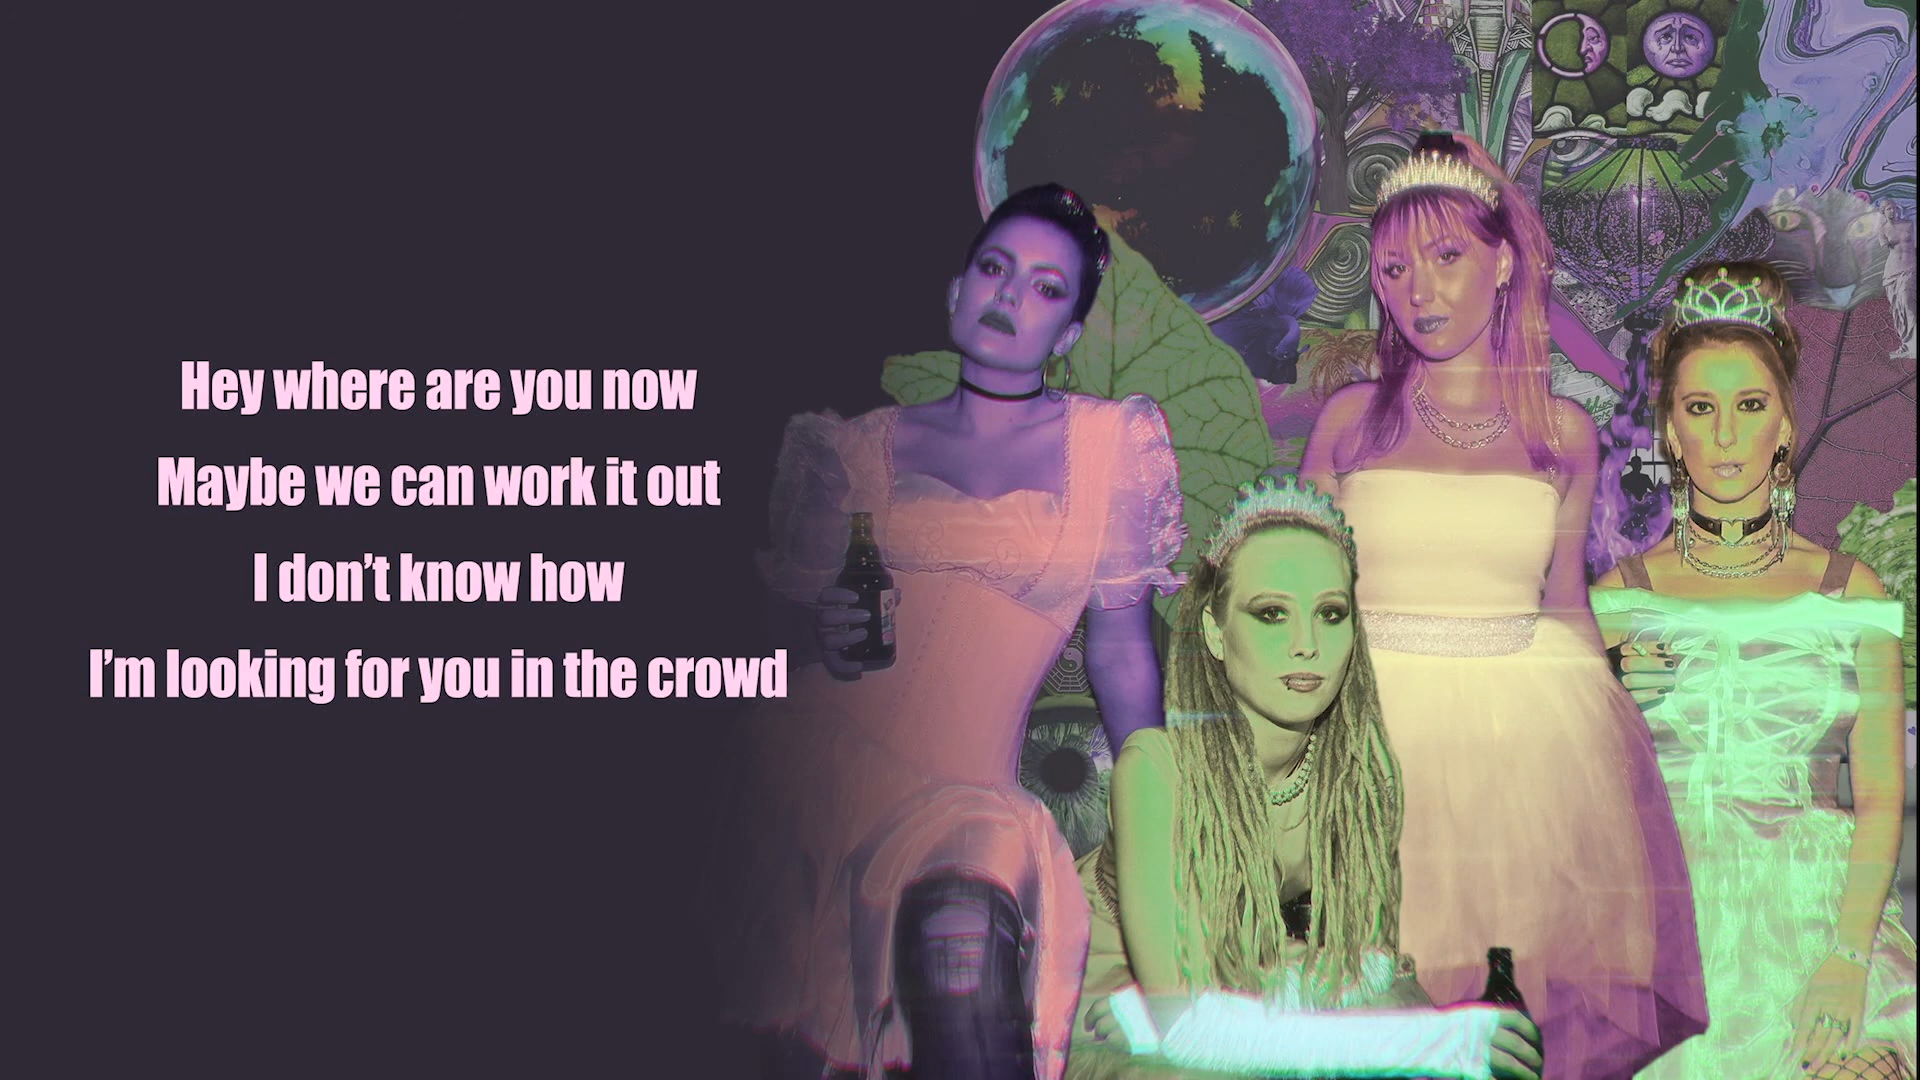 Hey where are you now
Maybe we can work it out
I don’t know how
I’m looking for you in the crowd